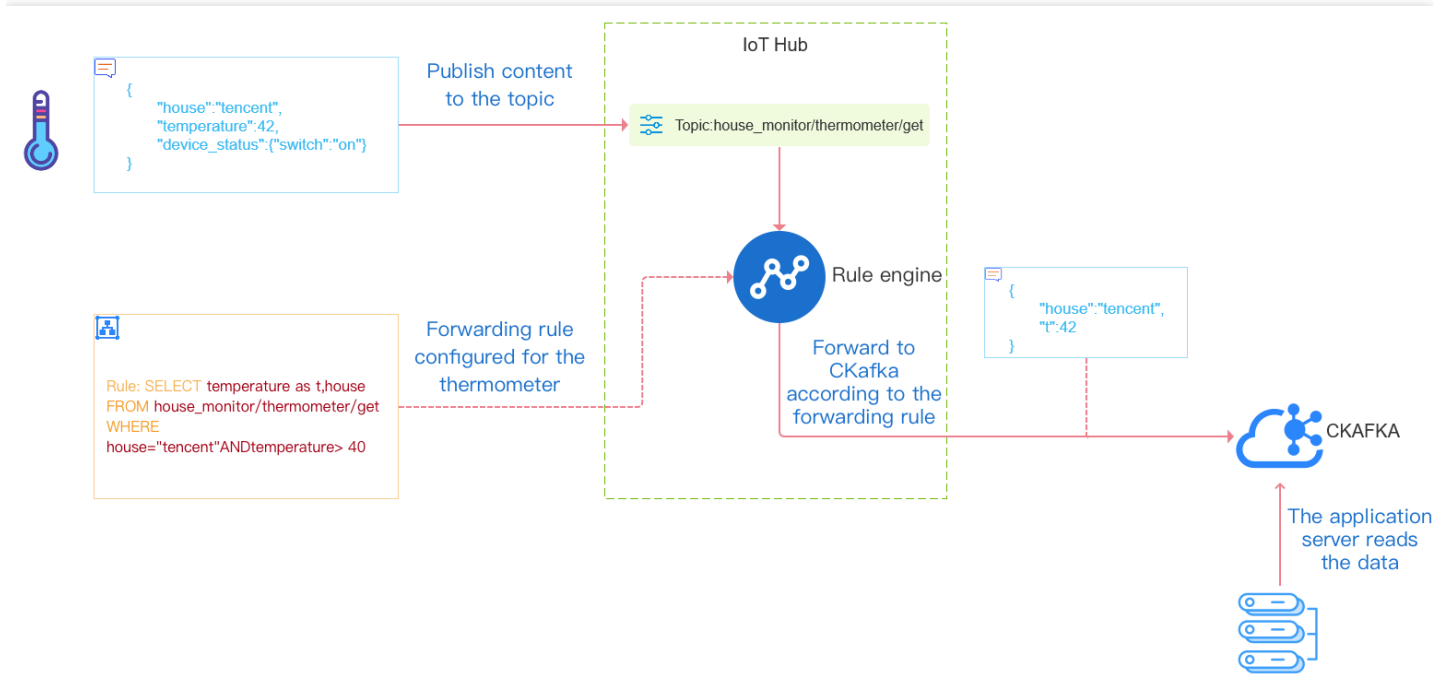 IoT Hub
{
"house":"tencent",
"temperature":42,
"device_status":{"switch":"on"}
}
Publish content
to the topic
Topic:house_monitor/thermometer/get
Rule engine
Rule: SELECT temperature as t,house
FROM house_monitor/thermometer/get
WHERE
house="tencent"ANDtemperature> 40
Forwarding rule
configured for the
thermometer
Forward to
CKafka
according to the
forwarding rule
{
"house":"tencent",
"t":42
}
CKAFKA
The application
server reads
the data